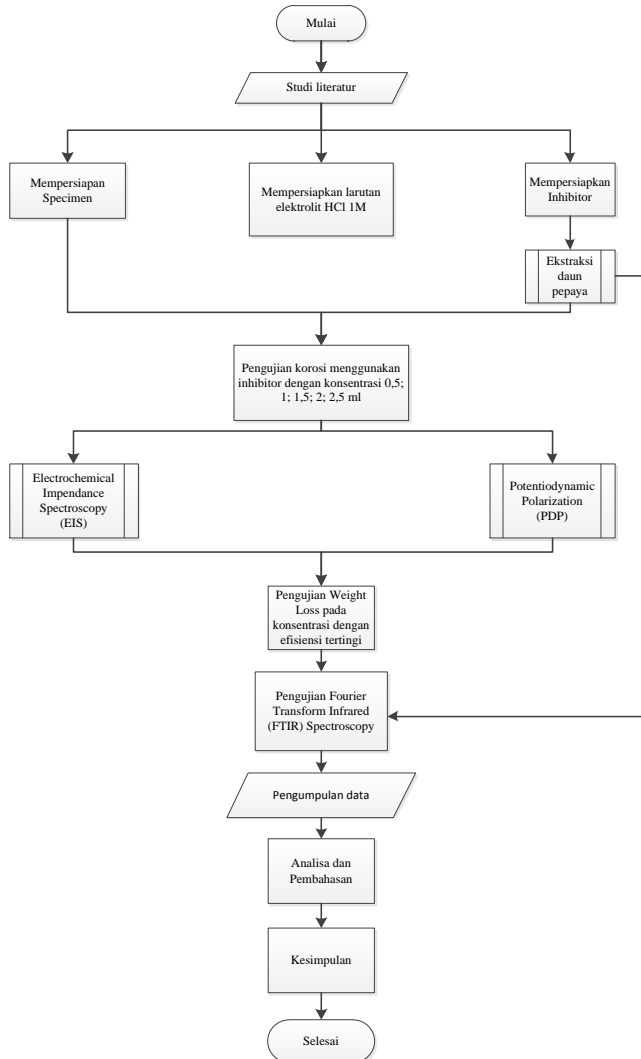 Mulai
Studi literatur
Mempersiapan
Specimen
Mempersiapkan larutan
elektrolit HCl 1M
Mempersiapkan
Inhibitor
Ekstraksi
daun
pepaya
Pengujian korosi menggunakan
inhibitor dengan konsentrasi 0,5;
1; 1,5; 2; 2,5 ml
Electrochemical
Impendance
Spectroscopy
(EIS)
Potentiodynamic
Polarization
(PDP)
Pengujian Weight
Loss pada
konsentrasi dengan
efisiensi tertingi
Pengujian Fourier
Transform Infrared
(FTIR) Spectroscopy
Pengumpulan data
Analisa dan
Pembahasan
Kesimpulan
Selesai